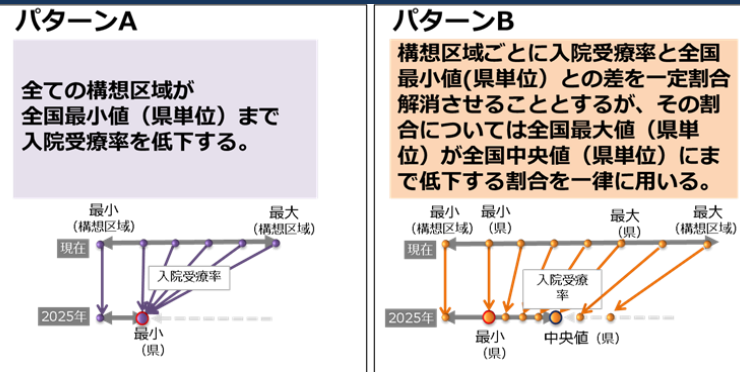 パターンA
全ての構想区域が
全国最小値（県単位）まで
入院受療率を低下する。
最小
（構想区域）
最大
（構想区域）
現在
入院受療率
2025年
最小
（県）
パターンB
構想区域ごとに入院受療率と全国
最小値(県単位）との差を一定割合
解消させることとするが、その割
合については全国最大値（県単
位）が全国中央値（県単位）にま
で低下する割合を一律に用いる。
最小
（構想区域）
最小
（県）
最大
（県）
最大
（構想区域）
現在
入院受療
率
2025年
最小
（県）
中央値（県）